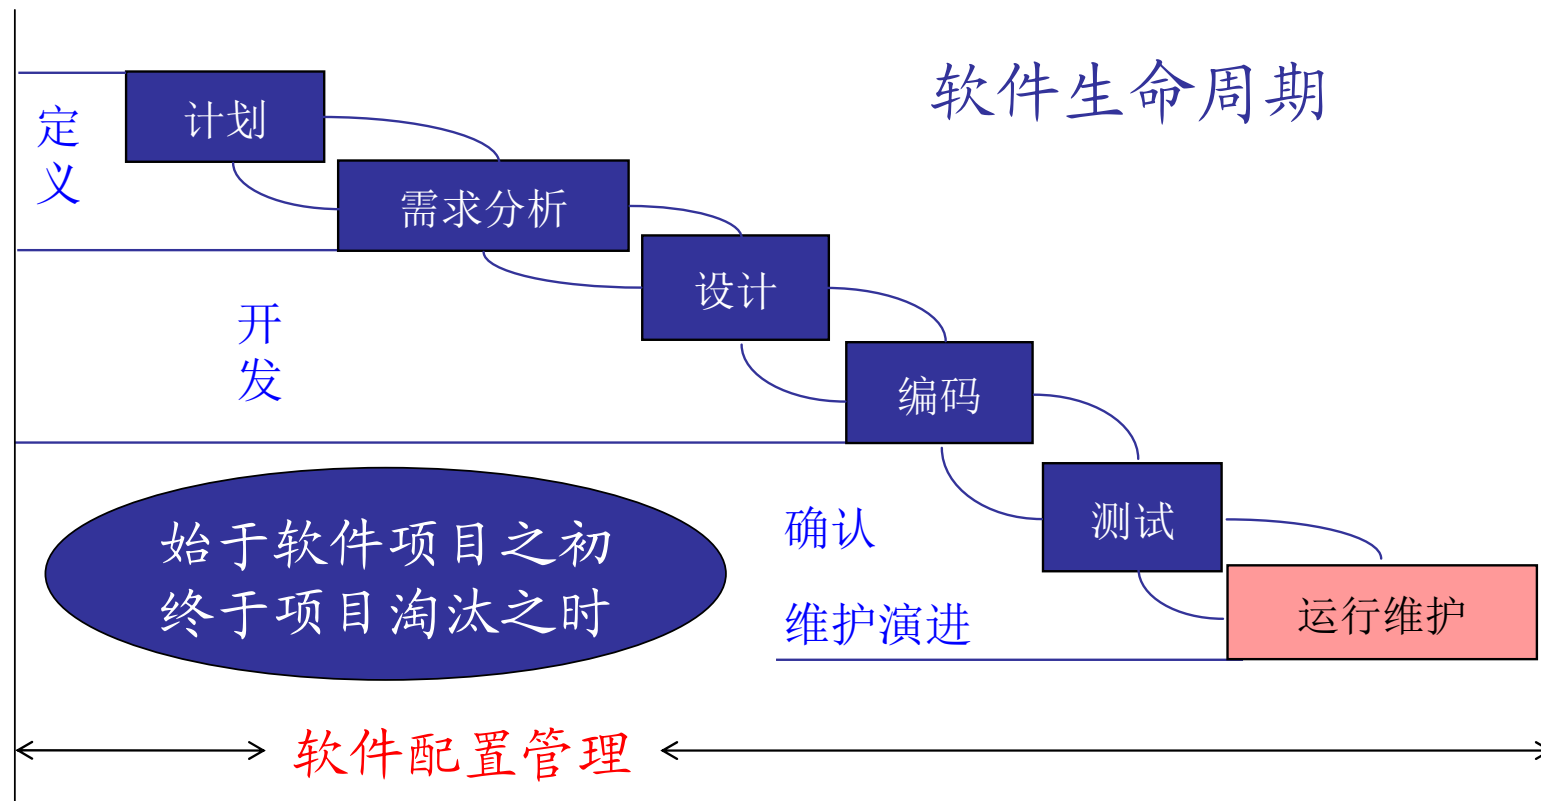 软件生命周期
定
义
计划
需求分析
设计
开
发
编码
测试
确认
始于软件项目之初
终于项目淘汰之时
维护演进
运行维护
软件配置管理